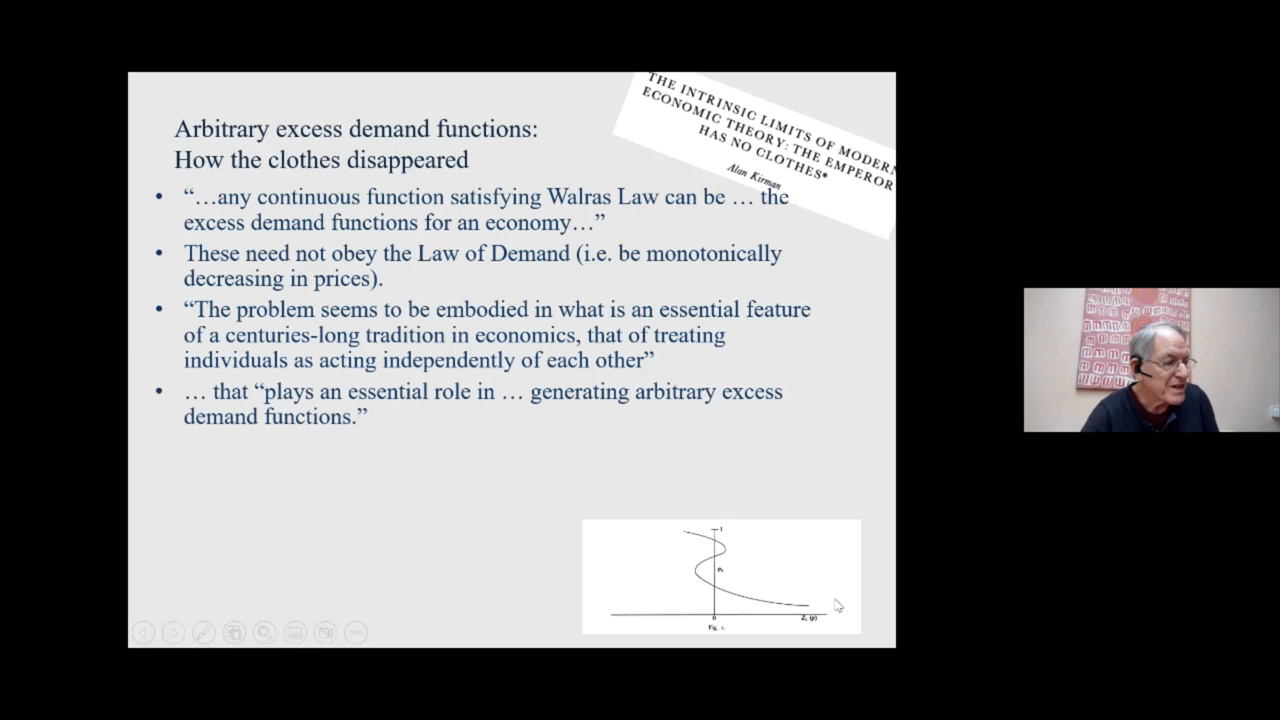 THE INTRINSIC LIMITS OF MODERN
ECONOMIC THEORY: THE EMPEROR
HAS NO CLOTHES*
Alan Kirman
Arbitrary excess demand functions:
How the clothes disappeared
• “…any continuous function satisfying Walras Law can be … the
excess demand functions for an economy…”
• These need not obey the Law of Demand (i.e. be monotonically
decreasing in prices).
• “The problem seems to be embodied in what is an essential feature
of a centuries-long tradition in economics, that of treating
individuals as acting independently of each other”
• … that “plays an essential role in … generating arbitrary excess
demand functions.”
1
0
Fig. 1.